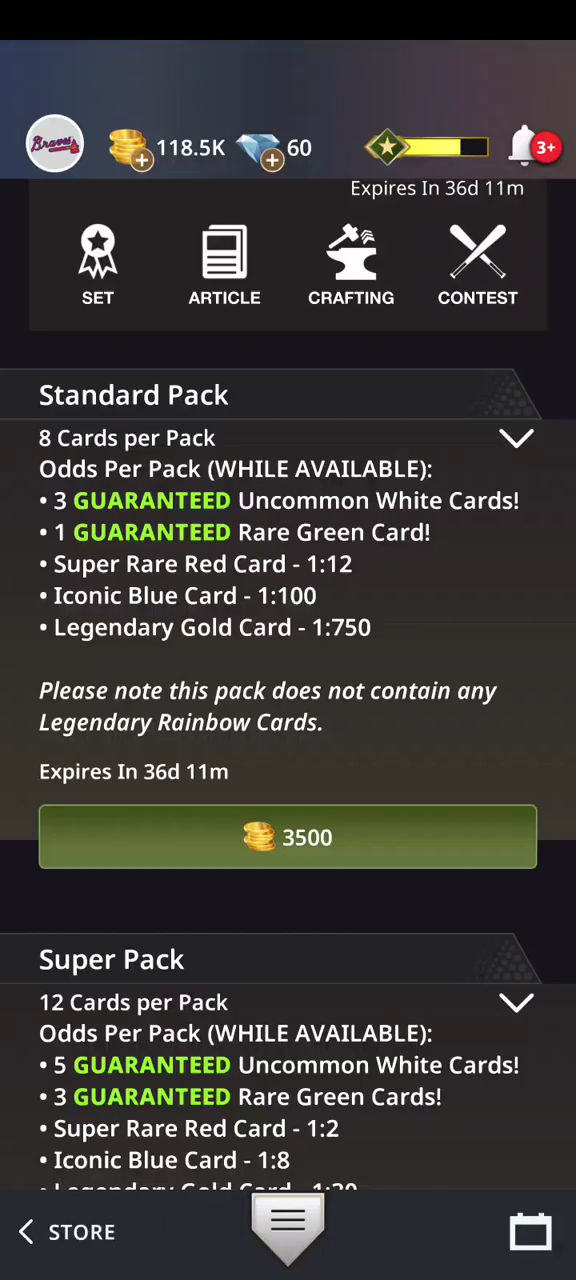 Braves
118.5K
60
3+
Expires In 36d 11m
SET
ARTICLE
CRAFTING
CONTEST
Standard Pack
8 Cards per Pack
Odds Per Pack (WHILE AVAILABLE):
• 3 GUARANTEED Uncommon White Cards!
• 1 GUARANTEED Rare Green Card!
• Super Rare Red Card - 1:12
• Iconic Blue Card - 1:100
• Legendary Gold Card - 1:750
Please note this pack does not contain any
Legendary Rainbow Cards.
Expires In 36d 11m
3500
Super Pack
12 Cards per Pack
Odds Per Pack (WHILE AVAILABLE):
• 5 GUARANTEED Uncommon White Cards!
• 3 GUARANTEED Rare Green Cards!
• Super Rare Red Card - 1:2
• Iconic Blue Card - 1:8
• Legendary Gold Card
STORE